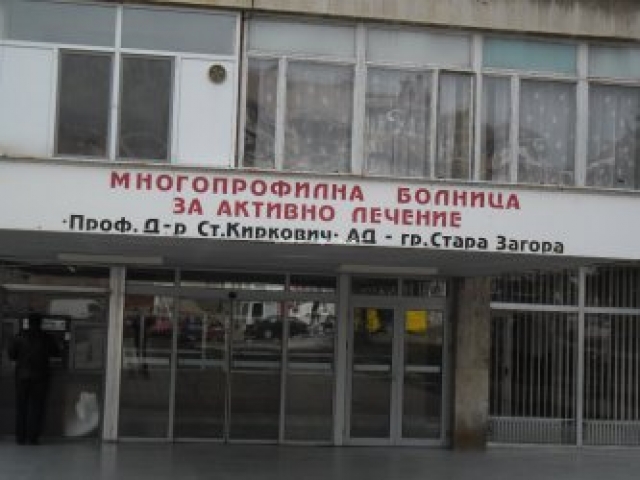 МНОГОПРОФИЛНА БОЛНИЦА
ЗА АКТИВНО ЛЕЧЕНИЕ
·Проф. Д-р Ст.Киркович· АД - гр.Стара Загора